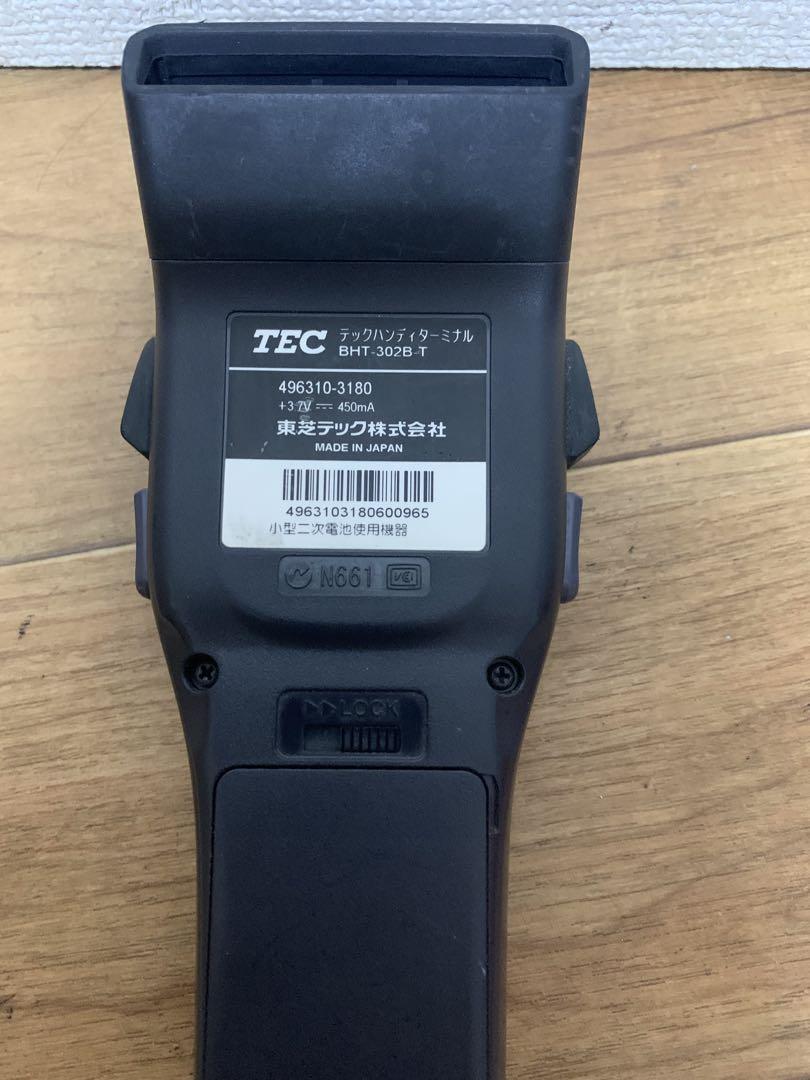 TEC テックハンディターミナル
BHT-302B-T
496310-3180
+3.7V ⎓ 450mA
東芝テック株式会社
MADE IN JAPAN
4963103180600965
小型二次電池使用機器
N661 VCI
▷▷LOCK